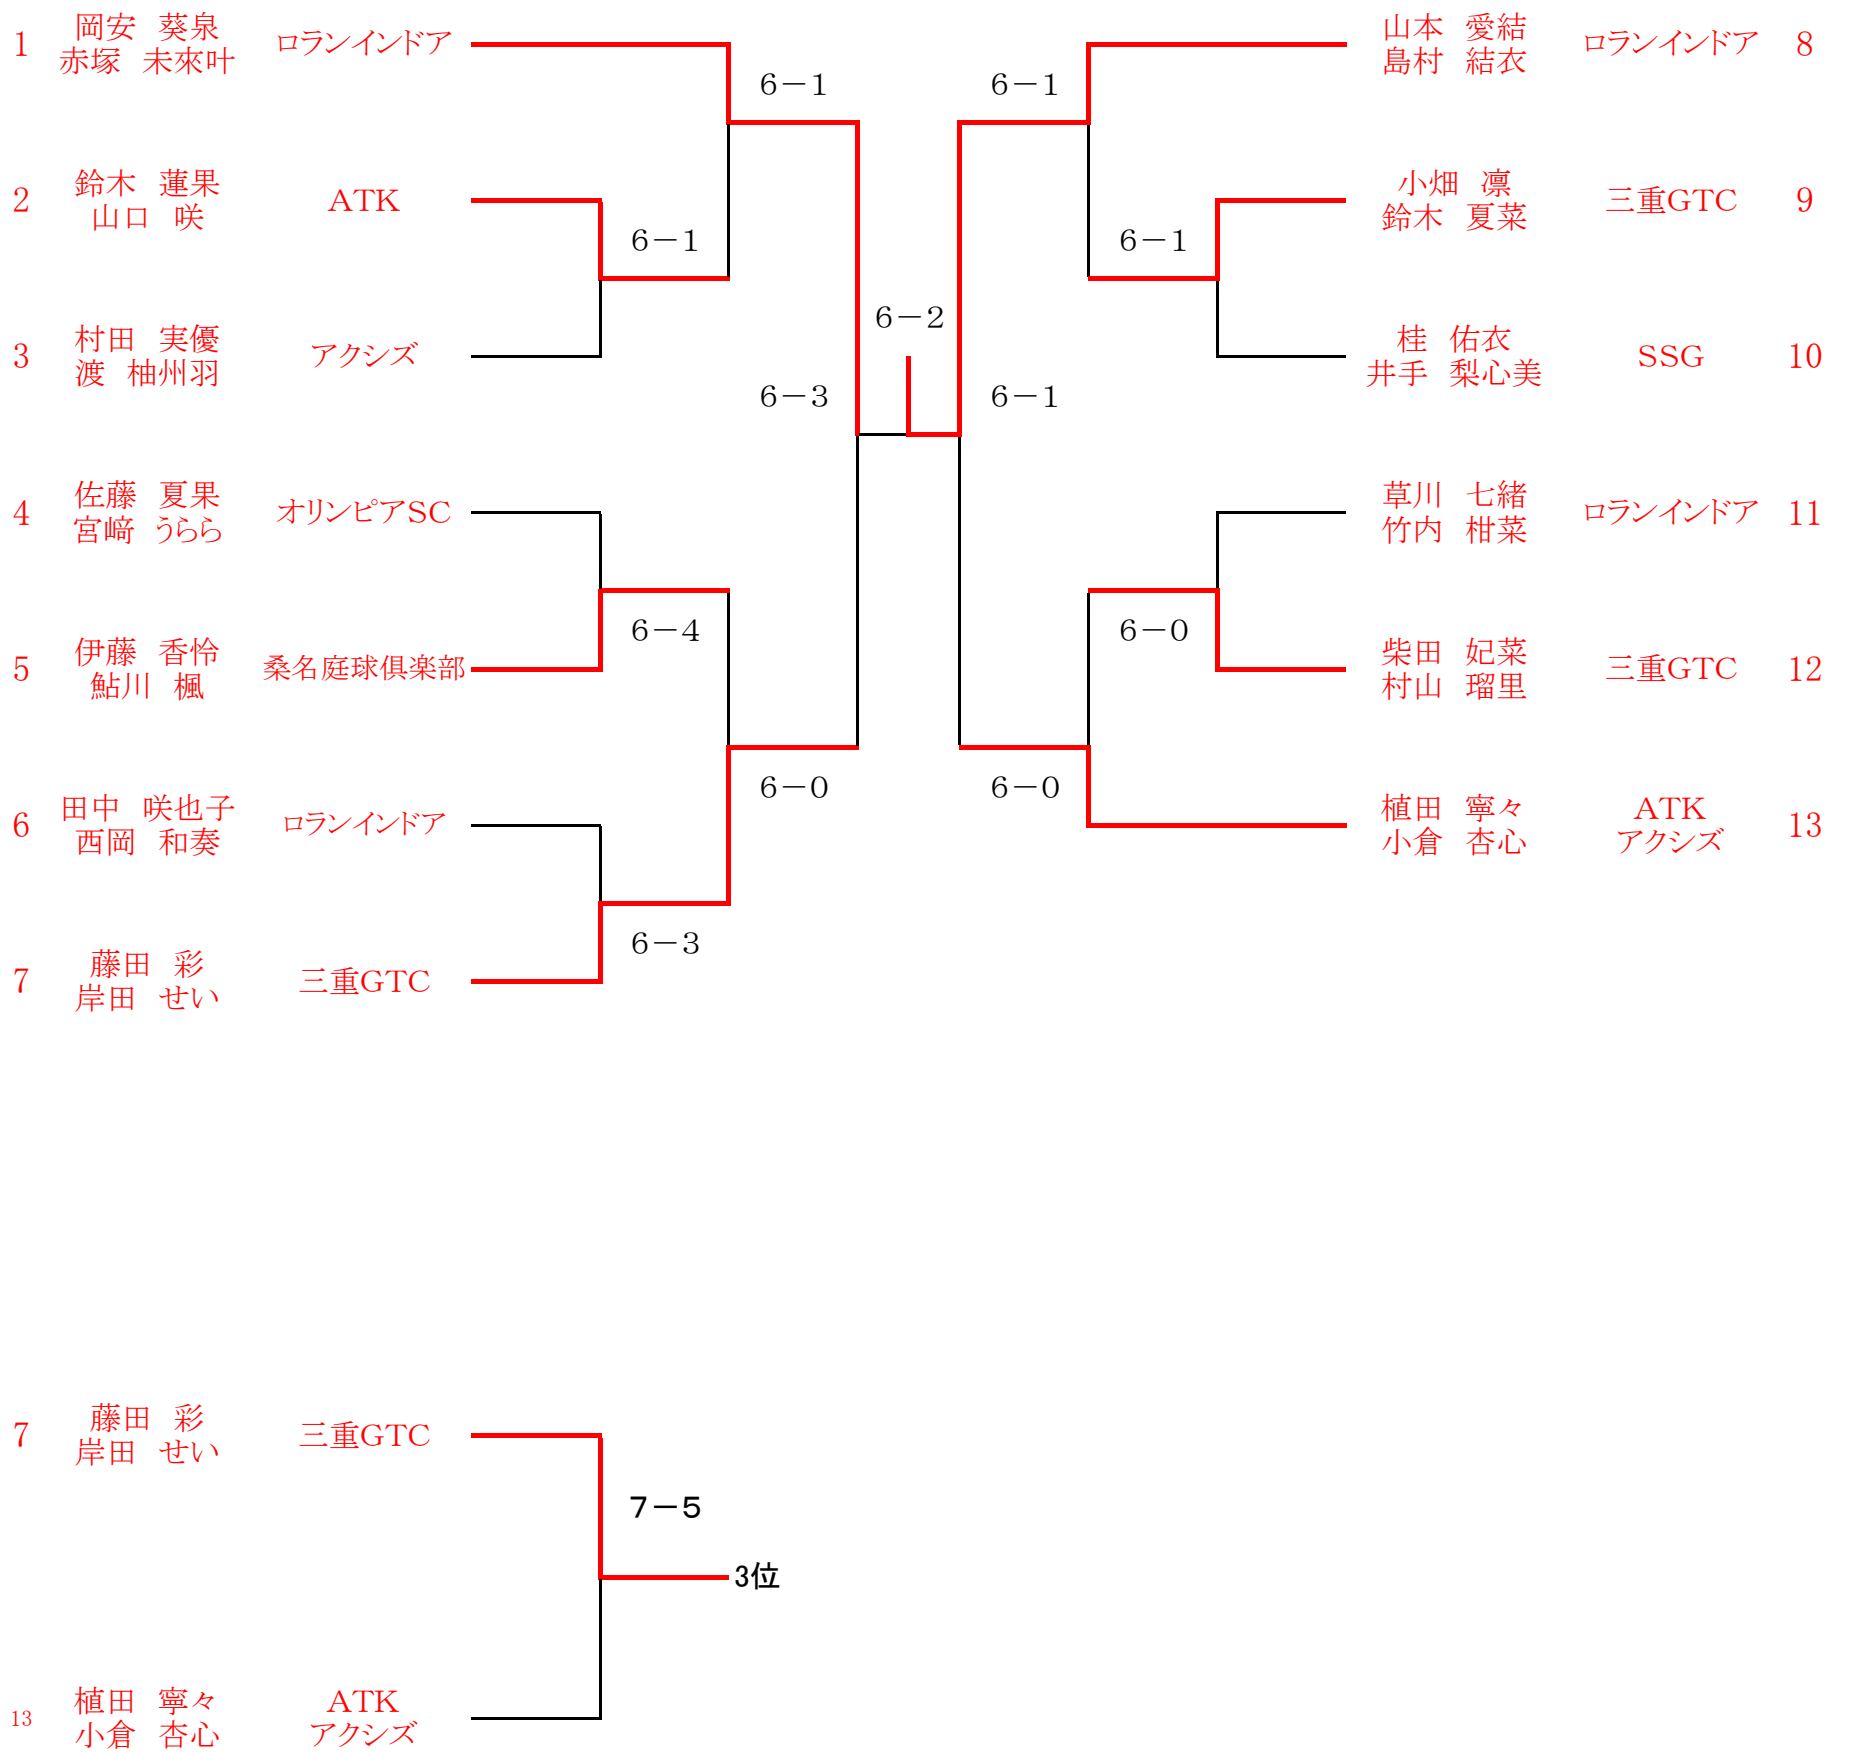 1 岡安 葵泉 ロランインドア
赤塚 未來叶
6－1
2 鈴木 蓮果 ATK
山口 咲
6－1
3 村田 実優 アクシズ
渡 柚州羽
6－3
4 佐藤 夏果 オリンピアSC
宮﨑 うらら
6－4
5 伊藤 香怜 桑名庭球倶楽部
鮎川 楓
6－0
6 田中 咲也子 ロランインドア
西岡 和奏
6－3
7 藤田 彩 三重GTC
岸田 せい
6－2
山本 愛結 ロランインドア 8
島村 結衣
6－1
小畑 凛 三重GTC 9
鈴木 夏菜
6－1
桂 佑衣 SSG 10
井手 梨心美
6－1
草川 七緒 ロランインドア 11
竹内 柑菜
6－0
柴田 妃菜 三重GTC 12
村山 瑠里
6－0
植田 寧々 ATK 13
小倉 杏心 アクシズ
7 藤田 彩 三重GTC
岸田 せい
7－5
3位
13 植田 寧々 ATK
小倉 杏心 アクシズ